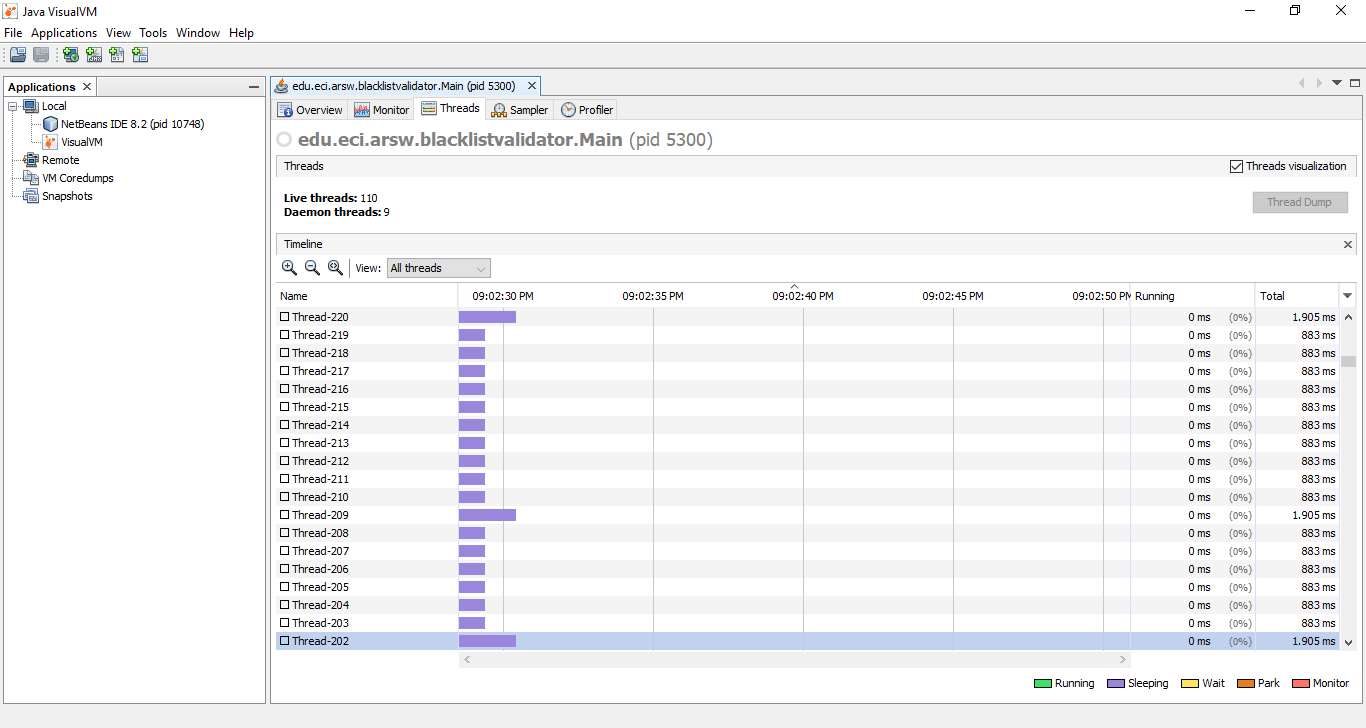 Java VisualVM
File Applications View Tools Window Help
Applications
Local
NetBeans IDE 8.2 (pid 10748)
VisualVM
Remote
VM Coredumps
Snapshots
edu.eci.arsw.blacklistvalidator.Main (pid 5300)
Overview Monitor Threads Sampler Profiler
edu.eci.arsw.blacklistvalidator.Main (pid 5300)
Threads Threads visualization
Live threads: 110
Daemon threads: 9
Thread Dump
Timeline
View: All threads
Name 09:02:30 PM 09:02:35 PM 09:02:40 PM 09:02:45 PM 09:02:50 PM Running Total
Thread-220 0 ms (0%) 1.905 ms
Thread-219 0 ms (0%) 883 ms
Thread-218 0 ms (0%) 883 ms
Thread-217 0 ms (0%) 883 ms
Thread-216 0 ms (0%) 883 ms
Thread-215 0 ms (0%) 883 ms
Thread-214 0 ms (0%) 883 ms
Thread-213 0 ms (0%) 883 ms
Thread-212 0 ms (0%) 883 ms
Thread-211 0 ms (0%) 883 ms
Thread-210 0 ms (0%) 883 ms
Thread-209 0 ms (0%) 1.905 ms
Thread-208 0 ms (0%) 883 ms
Thread-207 0 ms (0%) 883 ms
Thread-206 0 ms (0%) 883 ms
Thread-205 0 ms (0%) 883 ms
Thread-204 0 ms (0%) 883 ms
Thread-203 0 ms (0%) 883 ms
Thread-202 0 ms (0%) 1.905 ms
Running Sleeping Wait Park Monitor